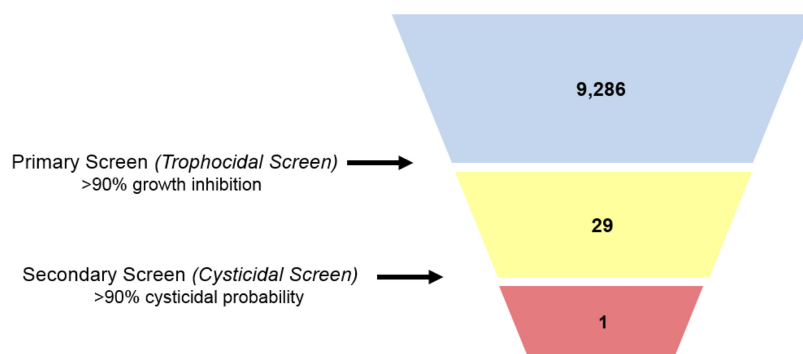 9,286
Primary Screen (Trophocidal Screen)
>90% growth inhibition
29
Secondary Screen (Cysticidal Screen)
>90% cysticidal probability
1